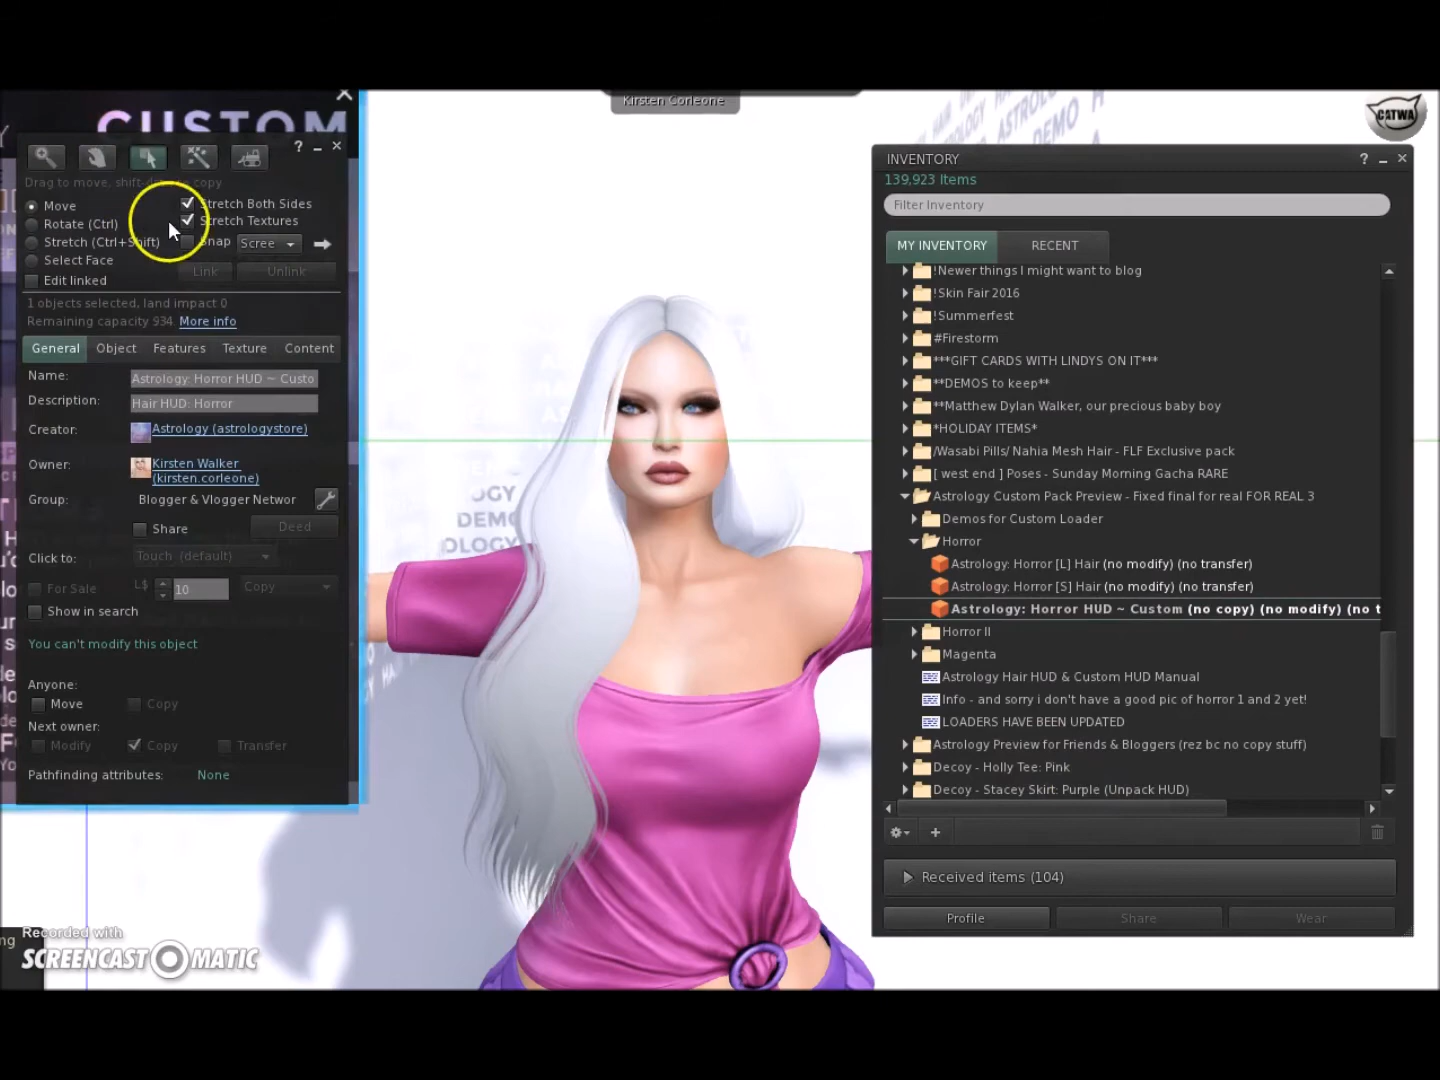 CUSTOM
Kirsten Corleone
CATWA
Drag to move, shift-drag to copy
Move
Rotate (Ctrl)
Stretch (Ctrl+Shift)
Select Face
Edit linked
Stretch Both Sides
Stretch Textures
Snap
Scree
Link
Unlink
1 objects selected, land impact 0
Remaining capacity 934 More info
General Object Features Texture Content
Name: Astrology: Horror HUD ~ Custo
Description: Hair HUD: Horror
Creator: Astrology (astrologystore)
Owner: Kirsten Walker
(kirsten.corleone)
Group: Blogger & Vlogger Networ
Share Deed
Click to: Touch (default)
For Sale L$ 10 Copy
Show in search
You can't modify this object
Anyone:
Move Copy
Next owner:
Modify Copy Transfer
Pathfinding attributes: None
INVENTORY
139,923 Items
Filter Inventory
MY INVENTORY RECENT
!Newer things I might want to blog
!Skin Fair 2016
!Summerfest
#Firestorm
***GIFT CARDS WITH LINDYS ON IT***
**DEMOS to keep**
**Matthew Dylan Walker, our precious baby boy
*HOLIDAY ITEMS*
/Wasabi Pills/ Nahia Mesh Hair - FLF Exclusive pack
[ west end ] Poses - Sunday Morning Gacha RARE
Astrology Custom Pack Preview - Fixed final for real FOR REAL 3
Demos for Custom Loader
Horror
Astrology: Horror [L] Hair (no modify) (no transfer)
Astrology: Horror [S] Hair (no modify) (no transfer)
Astrology: Horror HUD ~ Custom (no copy) (no modify) (no t
Horror II
Magenta
Astrology Hair HUD & Custom HUD Manual
Info - and sorry i don't have a good pic of horror 1 and 2 yet!
LOADERS HAVE BEEN UPDATED
Astrology Preview for Friends & Bloggers (rez bc no copy stuff)
Decoy - Holly Tee: Pink
Decoy - Stacey Skirt: Purple (Unpack HUD)
Received items (104)
Profile Share Wear
DEMO
Recorded with
SCREENCAST MATIC